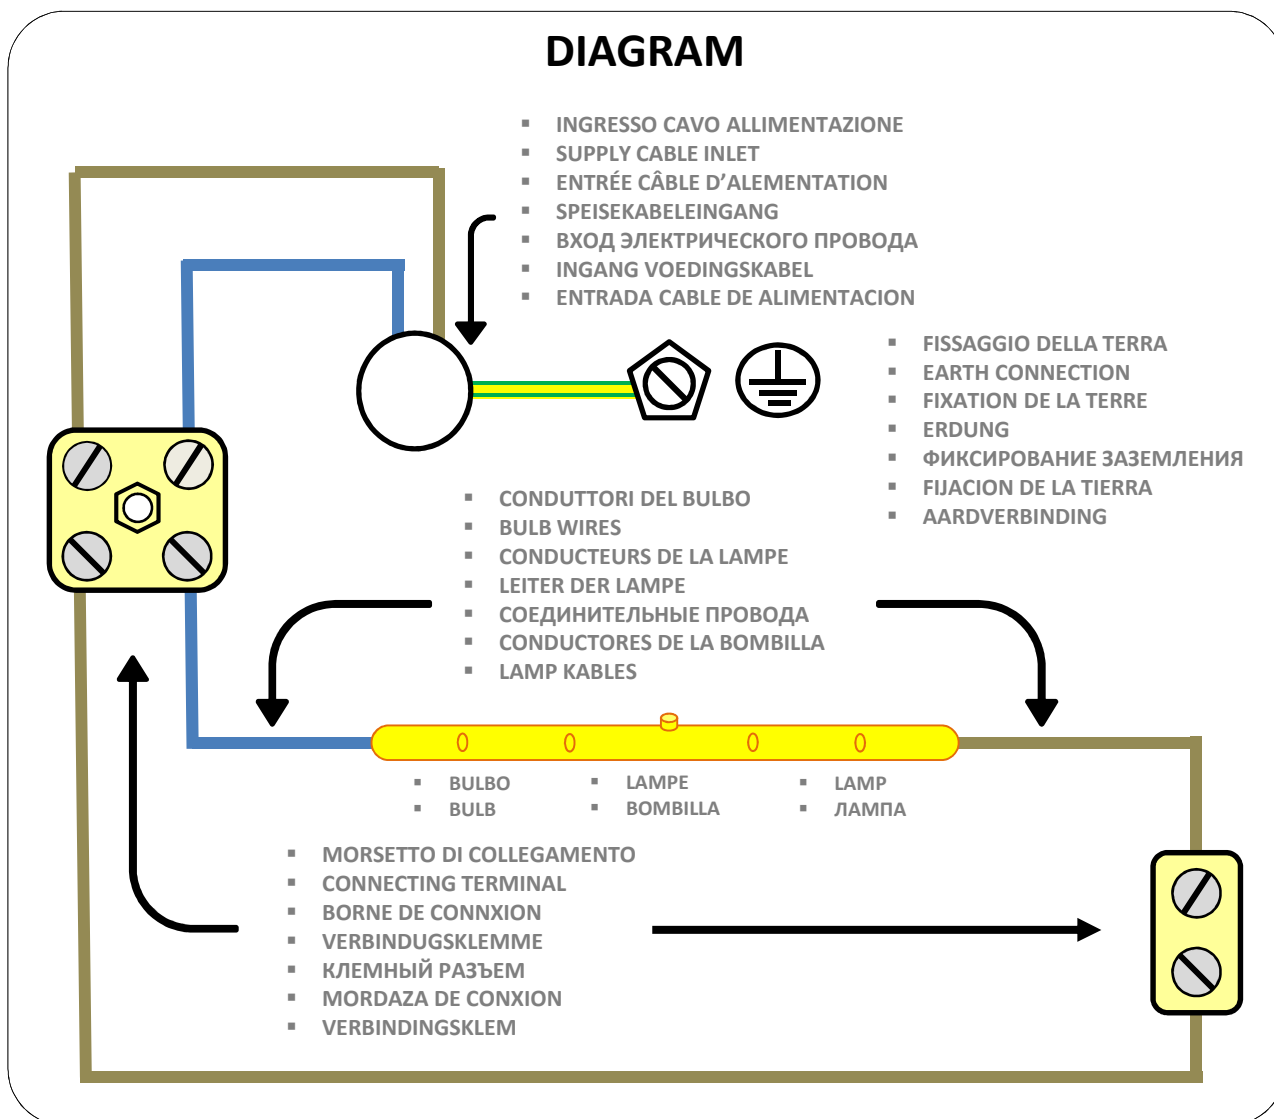 DIAGRAM
INGRESSO CAVO ALLIMENTAZIONE
SUPPLY CABLE INLET
ENTRÉE CÂBLE D'ALEMENTATION
SPEISEKABELEINGANG
ВХОД ЭЛЕКТРИЧЕСКОГО ПРОВОДА
INGANG VOEDINGSKABEL
ENTRADA CABLE DE ALIMENTACION
FISSAGGIO DELLA TERRA
EARTH CONNECTION
FIXATION DE LA TERRE
ERDUNG
ФИКСИРОВАНИЕ ЗАЗЕМЛЕНИЯ
FIJACION DE LA TIERRA
AARDVERBINDING
CONDUTTORI DEL BULBO
BULB WIRES
CONDUCTEURS DE LA LAMPE
LEITER DER LAMPE
СОЕДИНИТЕЛЬНЫЕ ПРОВОДА
CONDUCTORES DE LA BOMBILLA
LAMP KABLES
BULBO
BULB
LAMPE
BOMBILLA
LAMP
ЛАМПА
MORSETTO DI COLLEGAMENTO
CONNECTING TERMINAL
BORNE DE CONNXION
VERBINDUGSKLEMME
КЛЕМНЫЙ РАЗЪЕМ
MORDAZA DE CONXION
VERBINDINGSKLEM